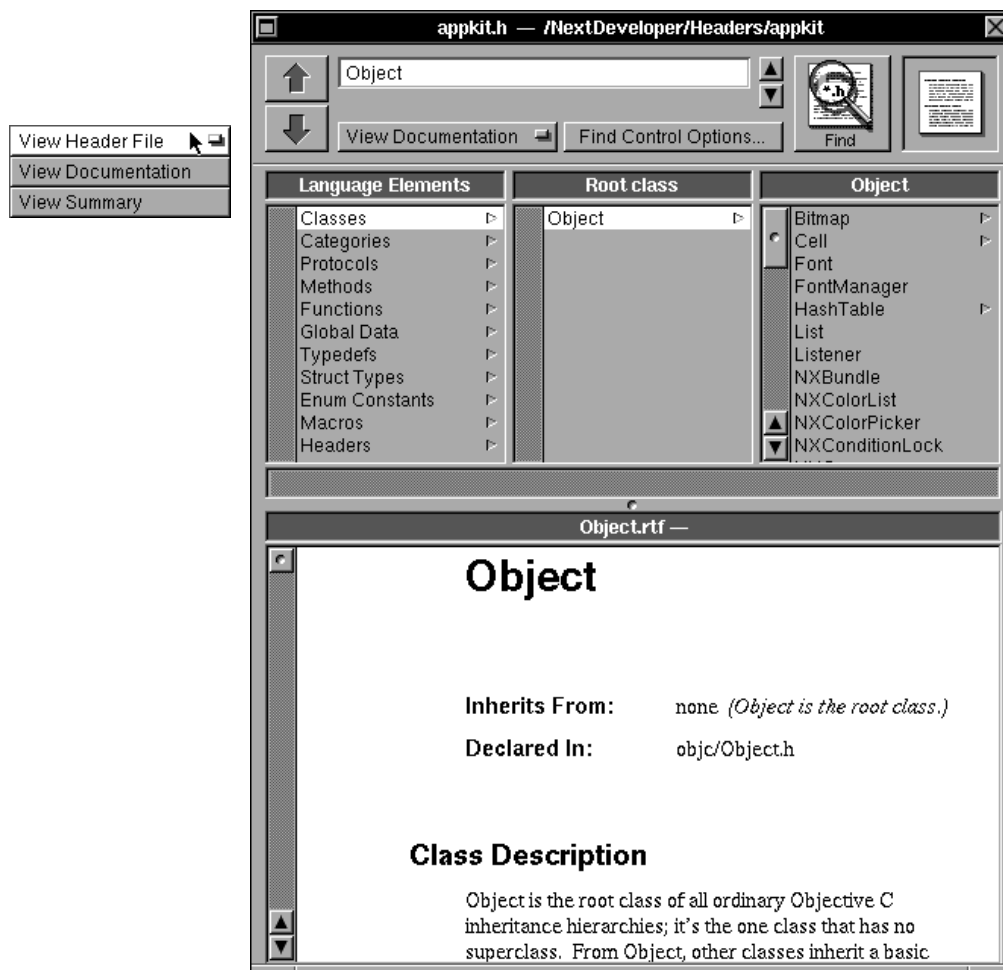 appkit.h — /NextDeveloper/Headers/appkit
Object
View Documentation
Find Control Options...
*.h
Find
View Header File
View Documentation
View Summary
Language Elements
Classes
Categories
Protocols
Methods
Functions
Global Data
Typedefs
Struct Types
Enum Constants
Macros
Headers
Root class
Object
Object
Bitmap
Cell
Font
FontManager
HashTable
List
Listener
NXBundle
NXColorList
NXColorPicker
NXConditionLock
Object.rtf —
Object
Inherits From: none (Object is the root class.)
Declared In: objc/Object.h
Class Description
Object is the root class of all ordinary Objective C
inheritance hierarchies; it's the one class that has no
superclass. From Object, other classes inherit a basic